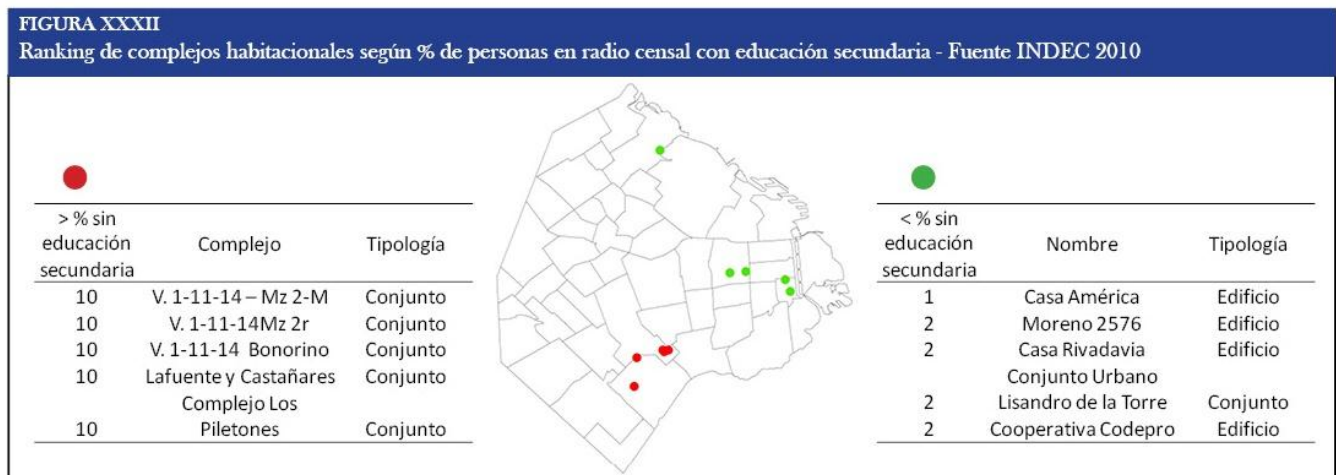 FIGURA XXXII
Ranking de complejos habitacionales según % de personas en radio censal con educación secundaria - Fuente INDEC 2010
> % sin educación secundaria Complejo Tipología
10 V. 1-11-14 – Mz 2-M Conjunto
10 V. 1-11-14Mz 2r Conjunto
10 V. 1-11-14 Bonorino Conjunto
10 Lafuente y Castañares Conjunto
10 Complejo Los Piletones Conjunto
< % sin educación secundaria Nombre Tipología
1 Casa América Edificio
2 Moreno 2576 Edificio
2 Casa Rivadavia Edificio
2 Conjunto Urbano Lisandro de la Torre Conjunto
2 Cooperativa Codepro Edificio